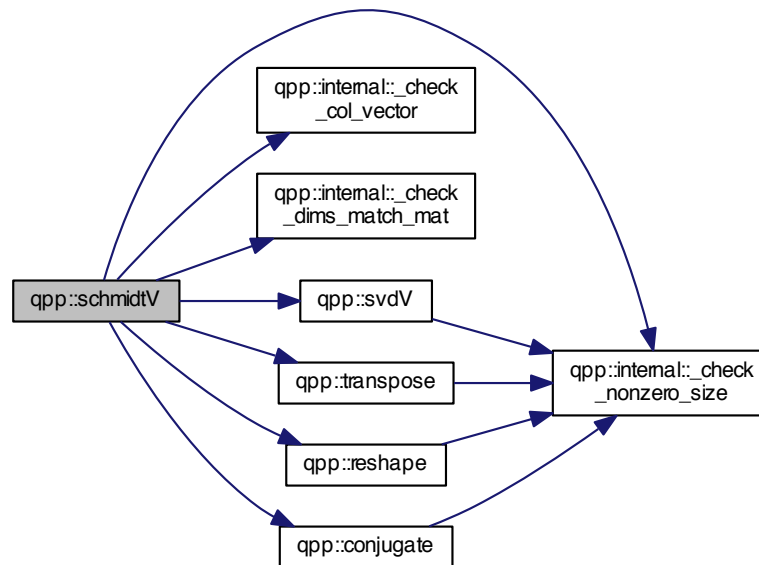 qpp::internal::_check
_col_vector
qpp::internal::_check
_dims_match_mat
qpp::schmidtV
qpp::svdV
qpp::internal::_check
_nonzero_size
qpp::transpose
qpp::reshape
qpp::conjugate